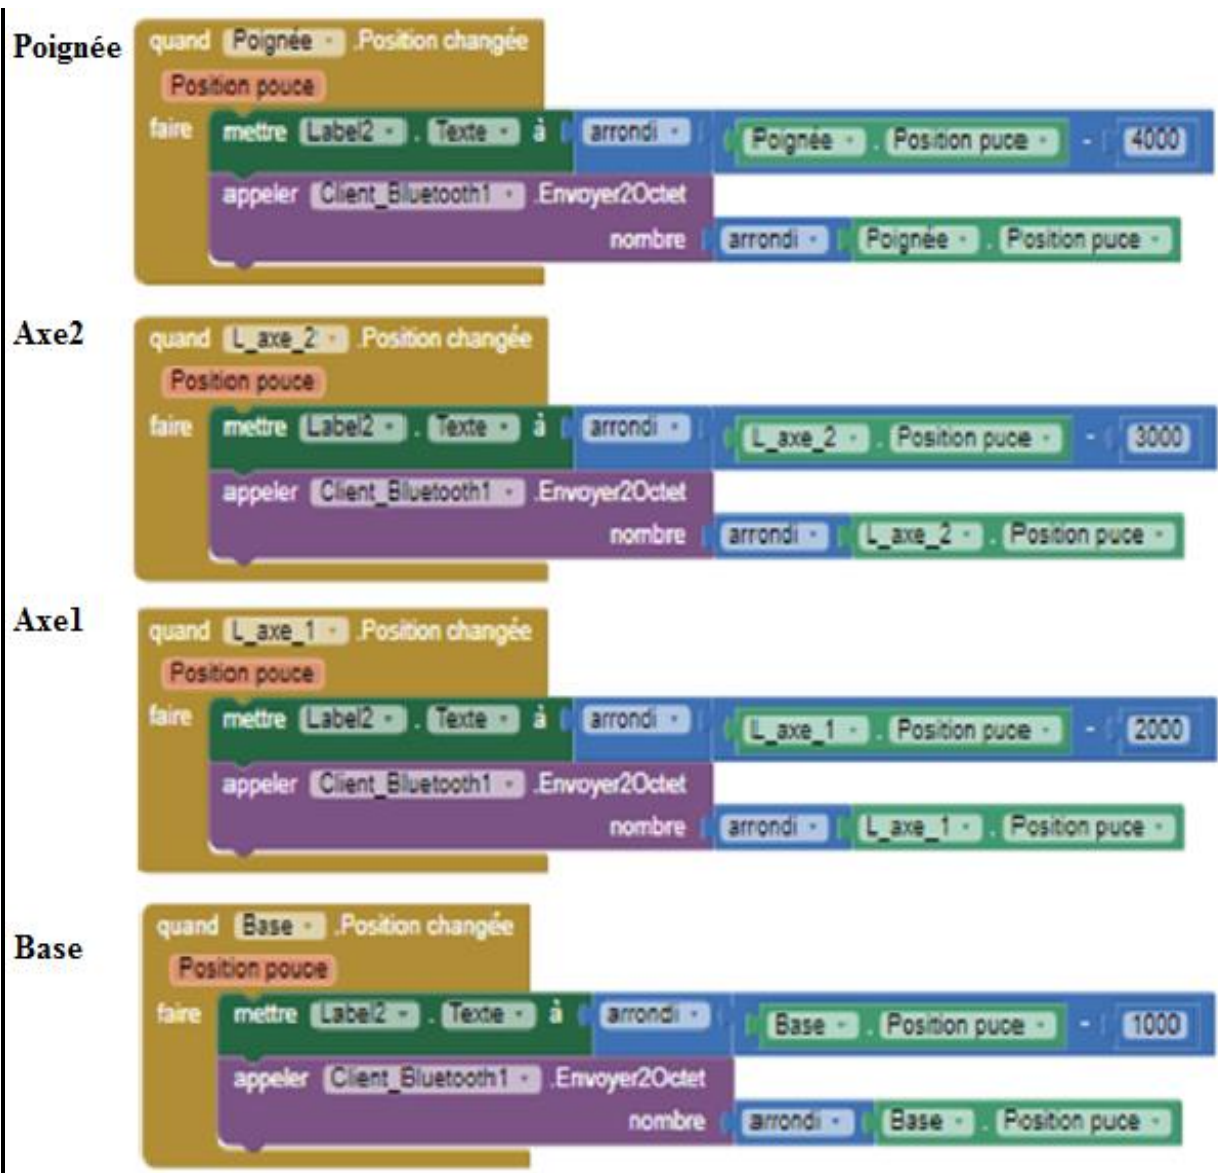 Poignée
quand Poignée .Position changée
Position pouce
faire mettre Label2 . Texte à arrondi Poignée . Position puce - 4000
appeler Client_Bluetooth1 .Envoyer2Octet
nombre arrondi Poignée . Position puce
Axe2
quand L_axe_2 .Position changée
Position pouce
faire mettre Label2 . Texte à arrondi L_axe_2 . Position puce - 3000
appeler Client_Bluetooth1 .Envoyer2Octet
nombre arrondi L_axe_2 . Position puce
Axe1
quand L_axe_1 .Position changée
Position pouce
faire mettre Label2 . Texte à arrondi L_axe_1 . Position puce - 2000
appeler Client_Bluetooth1 .Envoyer2Octet
nombre arrondi L_axe_1 . Position puce
Base
quand Base .Position changée
Position pouce
faire mettre Label2 . Texte à arrondi Base . Position puce - 1000
appeler Client_Bluetooth1 .Envoyer2Octet
nombre arrondi Base . Position puce